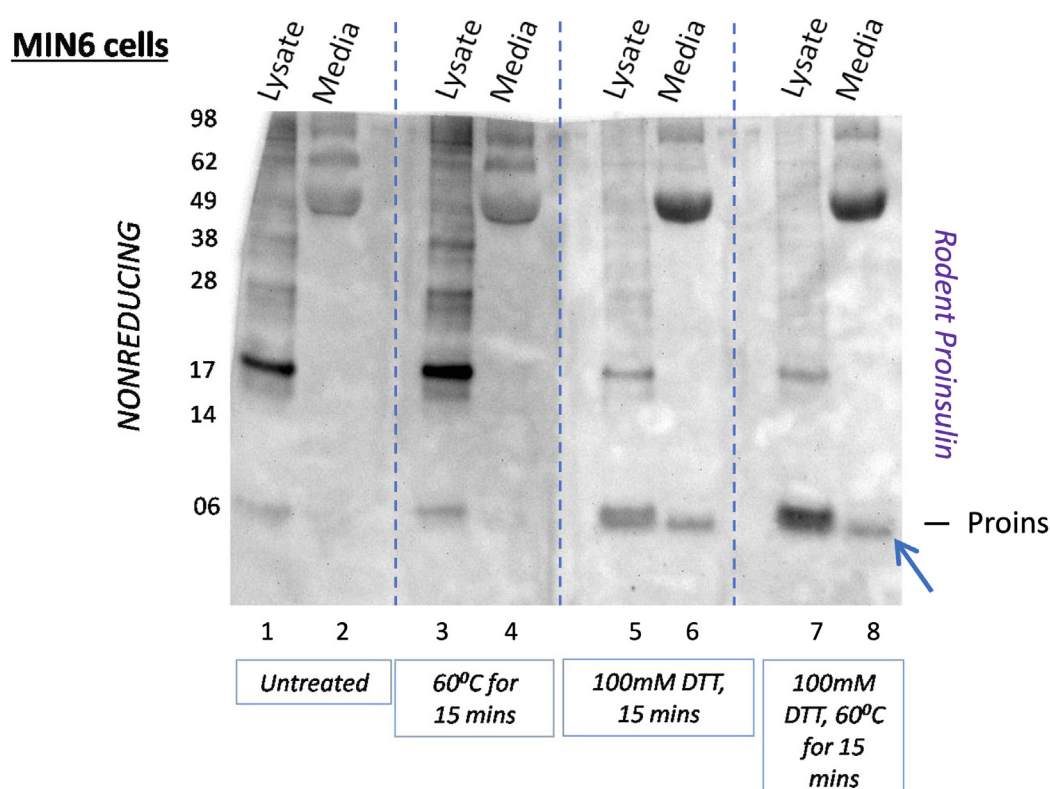 MIN6 cells
Lysate
Media
Lysate
Media
Lysate
Media
Lysate
Media
98
62
49
38
28
17
14
06
NONREDUCING
Rodent Proinsulin
– Proins
1 2 3 4 5 6 7 8
Untreated
60⁰C for
15 mins
100mM DTT,
15 mins
100mM
DTT, 60⁰C
for 15
mins